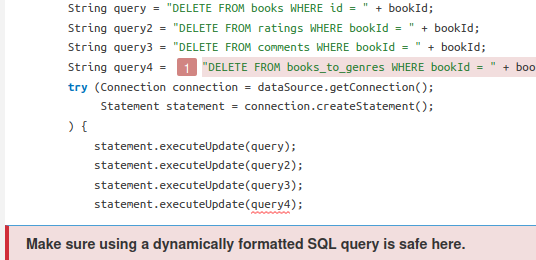 String query = "DELETE FROM books WHERE id = " + bookId;
String query2 = "DELETE FROM ratings WHERE bookId = " + bookId;
String query3 = "DELETE FROM comments WHERE bookId = " + bookId;
String query4 = 1 "DELETE FROM books_to_genres WHERE bookId = " + boo
try (Connection connection = dataSource.getConnection();
Statement statement = connection.createStatement();
) {
statement.executeUpdate(query);
statement.executeUpdate(query2);
statement.executeUpdate(query3);
statement.executeUpdate(query4);
Make sure using a dynamically formatted SQL query is safe here.